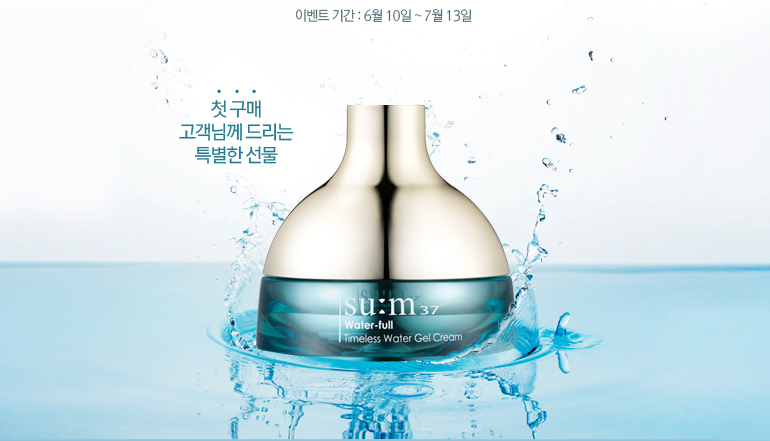 이벤트 기간 : 6월 10일 ~ 7월 13일
첫 구매
고객님께 드리는
특별한 선물
su:m37°
Water-full
Timeless Water Gel Cream